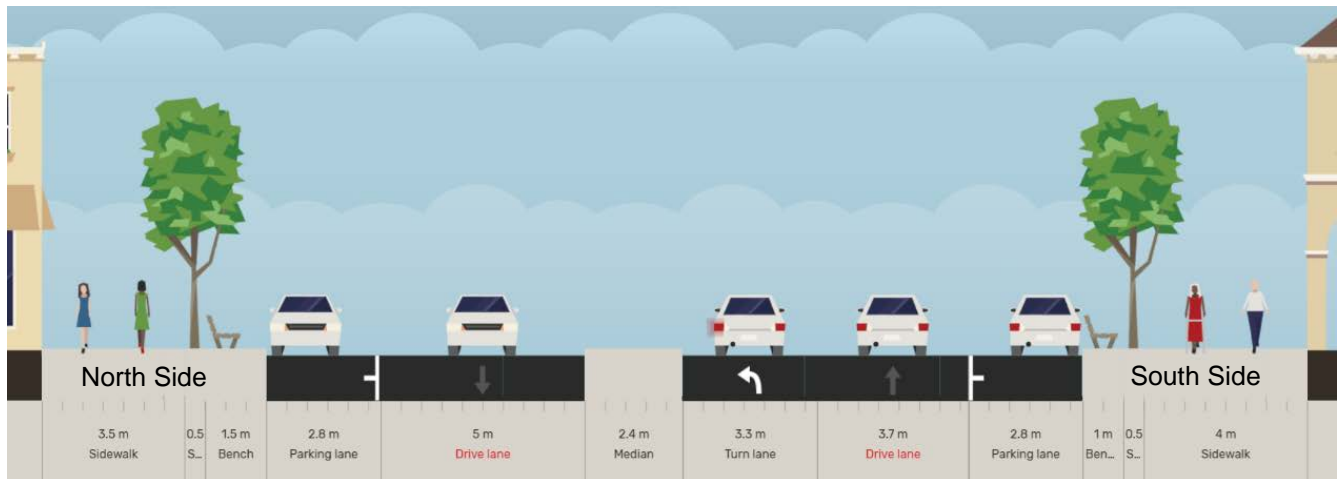 North Side
South Side
3.5 m
Sidewalk
0.5
S...
1.5 m
Bench
2.8 m
Parking lane
5 m
Drive lane
2.4 m
Median
3.3 m
Turn lane
3.7 m
Drive lane
2.8 m
Parking lane
1 m
Ben...
0.5
S...
4 m
Sidewalk